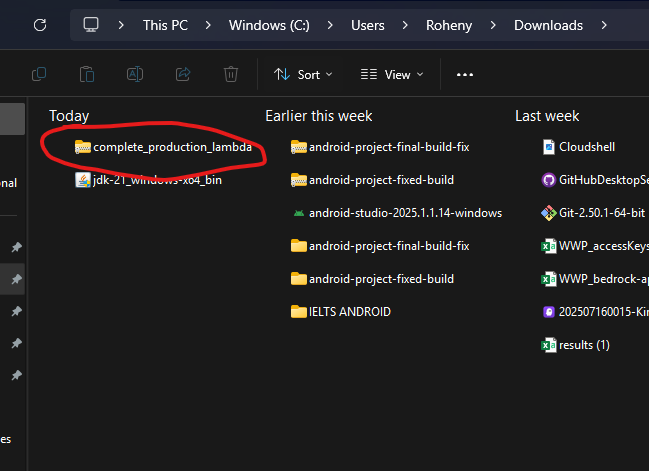 This PC > Windows (C:) > Users > Roheny > Downloads >
Sort View
Today
complete_production_lambda
jdk-21_windows-x64_bin
Earlier this week
android-project-final-build-fix
android-project-fixed-build
android-studio-2025.1.1.14-windows
android-project-final-build-fix
android-project-fixed-build
IELTS ANDROID
Last week
Cloudshell
GitHubDesktopSe
Git-2.50.1-64-bit
WWP_accessKeys
WWP_bedrock-ap
202507160015-Kir
results (1)
onal
es